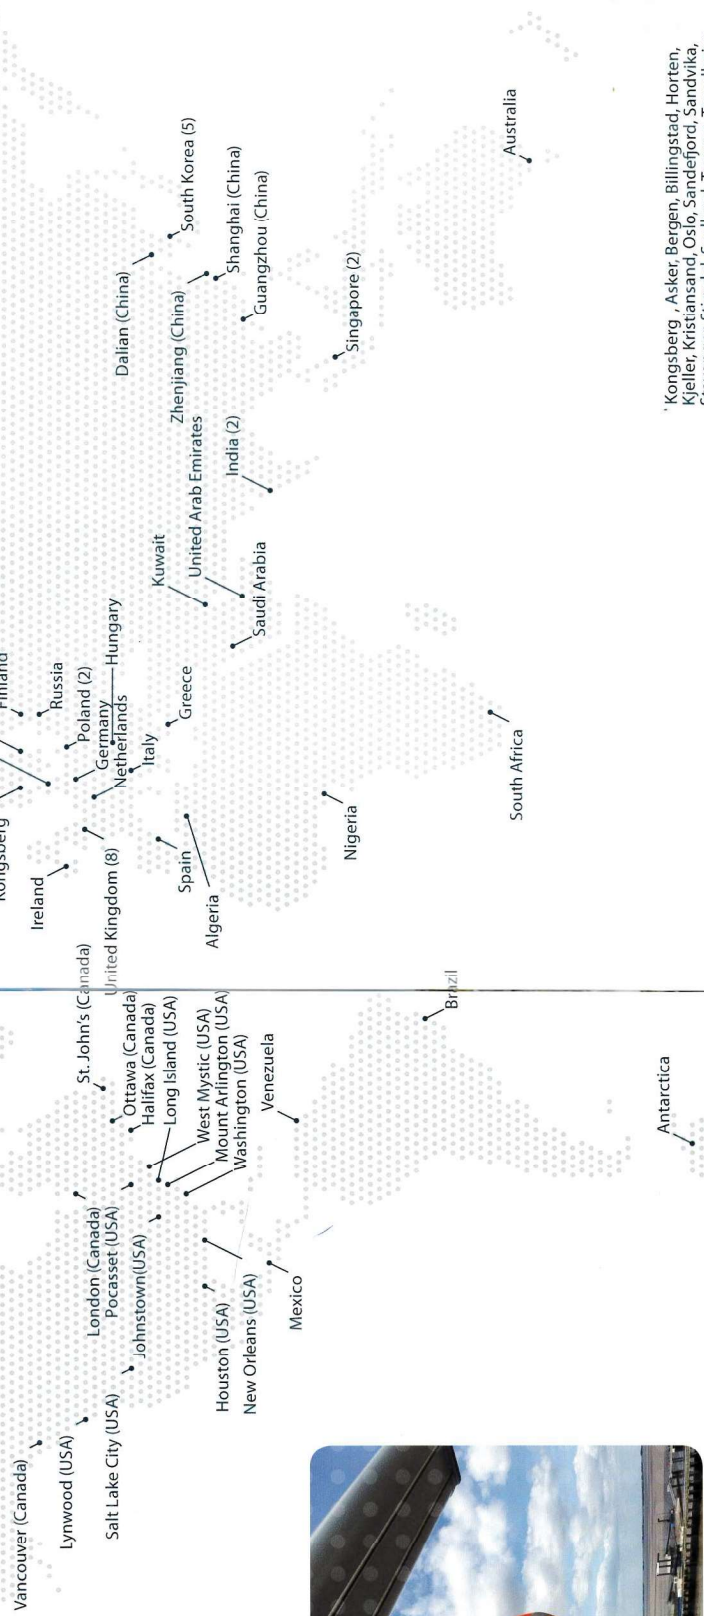 Vancouver (Canada)
Lynwood (USA)
Salt Lake City (USA)
London (Canada)
Pocasset (USA)
Johnstown(USA)
Houston (USA)
New Orleans (USA)
Mexico
St. John's (Canada)
Ottawa (Canada)
Halifax (Canada)
Long Island (USA)
West Mystic (USA)
Mount Arlington (USA)
Washington (USA)
Venezuela
Brazil
Antarctica
Kongsberg
Ireland
United Kingdom (8)
Spain
Algeria
Nigeria
South Africa
Finland
Russia
Poland (2)
Germany
Hungary
Netherlands
Italy
Greece
Kuwait
United Arab Emirates
Saudi Arabia
India (2)
Dalian (China)
South Korea (5)
Zhenjiang (China)
Shanghai (China)
Guangzhou (China)
Singapore (2)
Australia
' Kongsberg , Asker, Bergen, Billingstad, Horten,
Kjeller, Kristiansand, Oslo, Sandefjord, Sandvika,